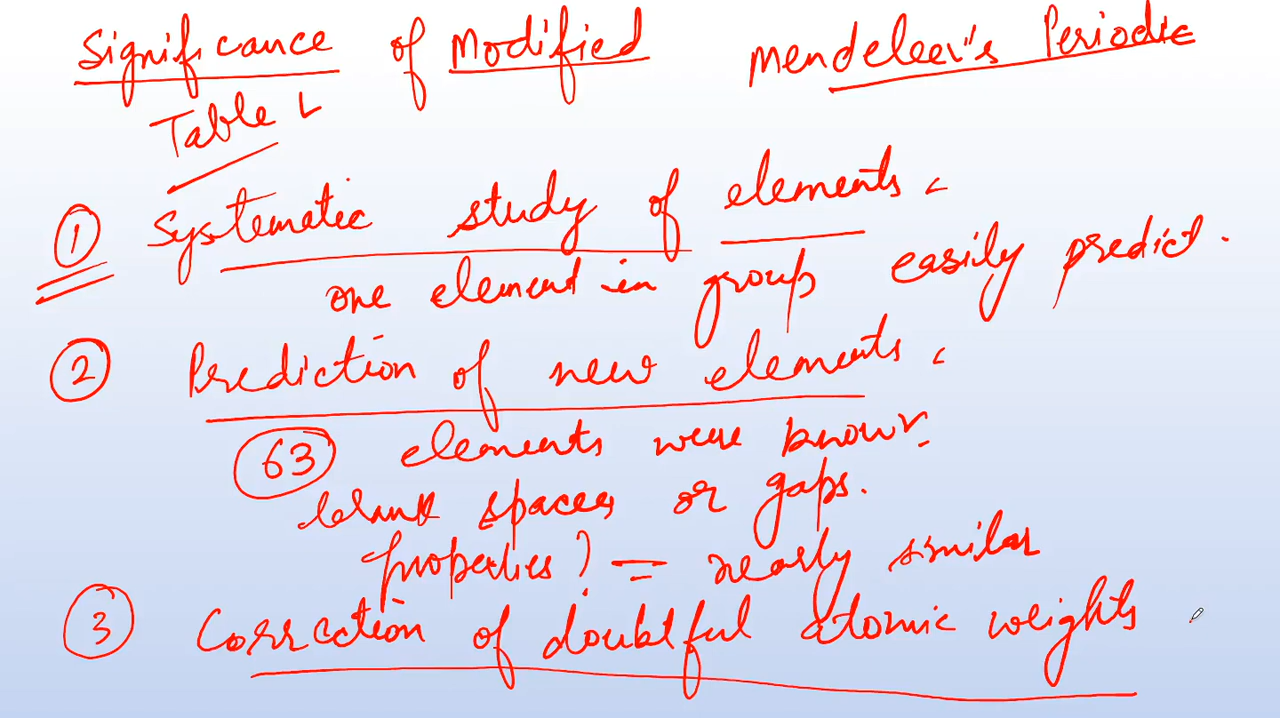 Significance of Modified Mendeleev's Periodic
Table
① Systematic study of elements.
one element in group easily predict.
② Prediction of new elements.
63 elements were known.
blank spaces or gaps.
properties? = nearly similar
③ Correction of doubtful atomic weights